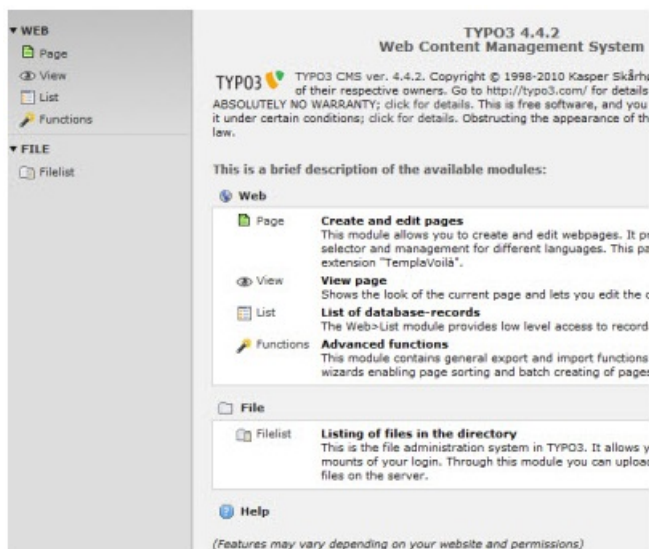 WEB
Page
View
List
Functions
FILE
Filelist
TYPO3 4.4.2
Web Content Management System
TYPO3
TYPO3 CMS ver. 4.4.2. Copyright © 1998-2010 Kasper
of their respective owners. Go to http://typo3.com/ for details
ABSOLUTELY NO WARRANTY; click for details. This is free software, and you
it under certain conditions; click for details. Obstructing the appearance of
law.
This is a brief description of the available modules:
Web
Page Create and edit pages
This module allows you to create and edit webpages. It
selector and management for different languages. This
extension "TemplaVoilà".
View View page
Shows the look of the current page and lets you edit the
List List of database-records
The Web>List module provides low level access to
Functions Advanced functions
This module contains general export and import functions
wizards enabling page sorting and batch creating of pages
File
Filelist Listing of files in the directory
This is the file administration system in TYPO3. It allows
mounts of your login. Through this module you can
files on the server.
Help
(Features may vary depending on your website and permissions)